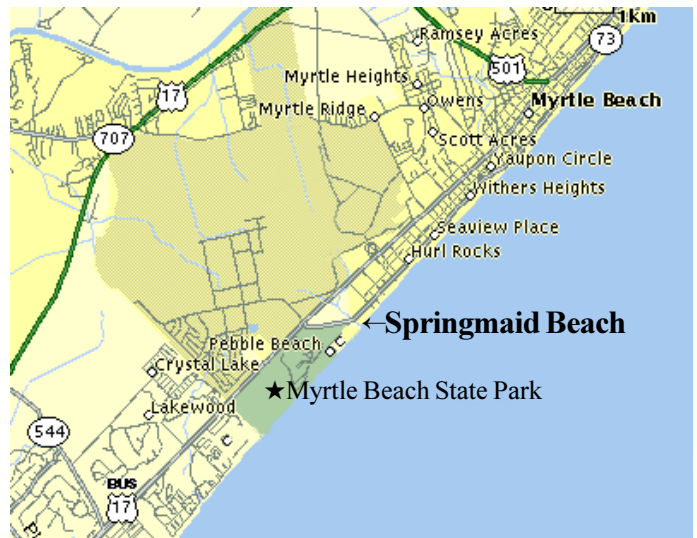 1km
Ramsey Acres
73
501
Myrtle Heights
17
Owens
Myrtle Beach
Myrtle Ridge
707
Scott Acres
Yaupon Circle
Withers Heights
Seaview Place
Hurl Rocks
←Springmaid Beach
Pebble Beach
C
Crystal Lake
★Myrtle Beach State Park
Lakewood
544
C
BUS
17